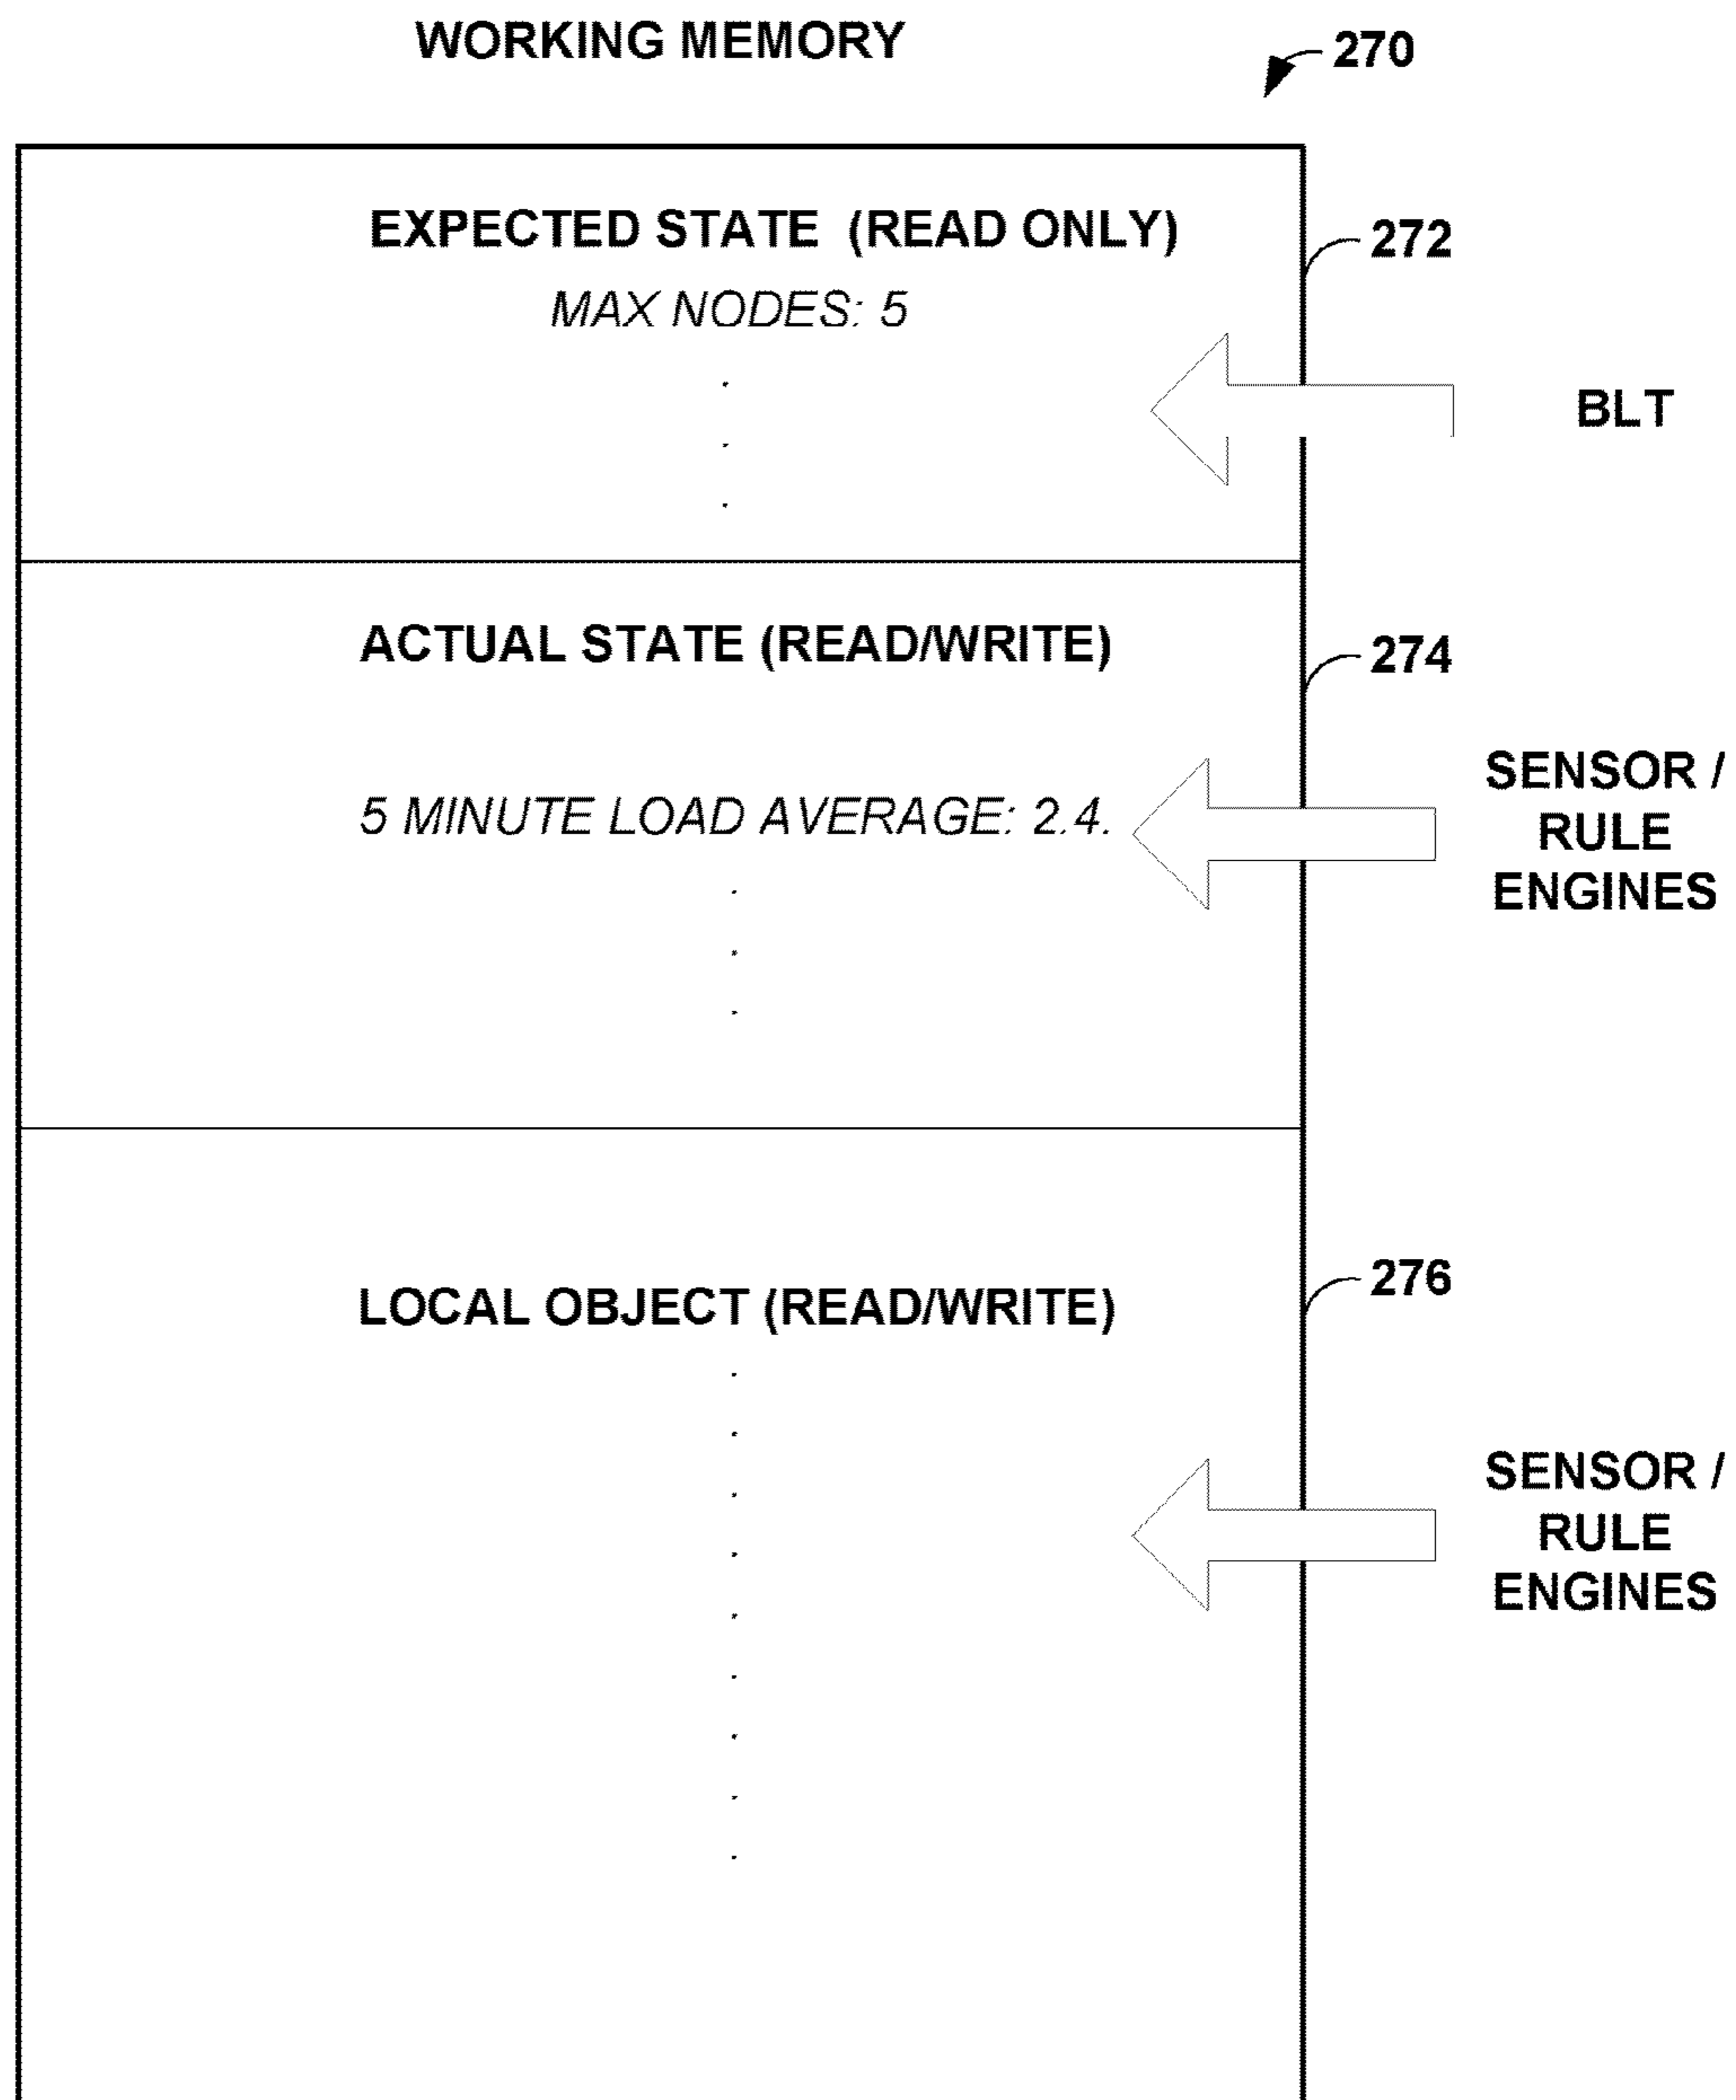 WORKING MEMORY
270
EXPECTED STATE (READ ONLY)
272
MAX NODES: 5
BLT
ACTUAL STATE (READ/WRITE)
274
5 MINUTE LOAD AVERAGE: 2.4.
SENSOR /
RULE
ENGINES
LOCAL OBJECT (READ/WRITE)
276
SENSOR /
RULE
ENGINES